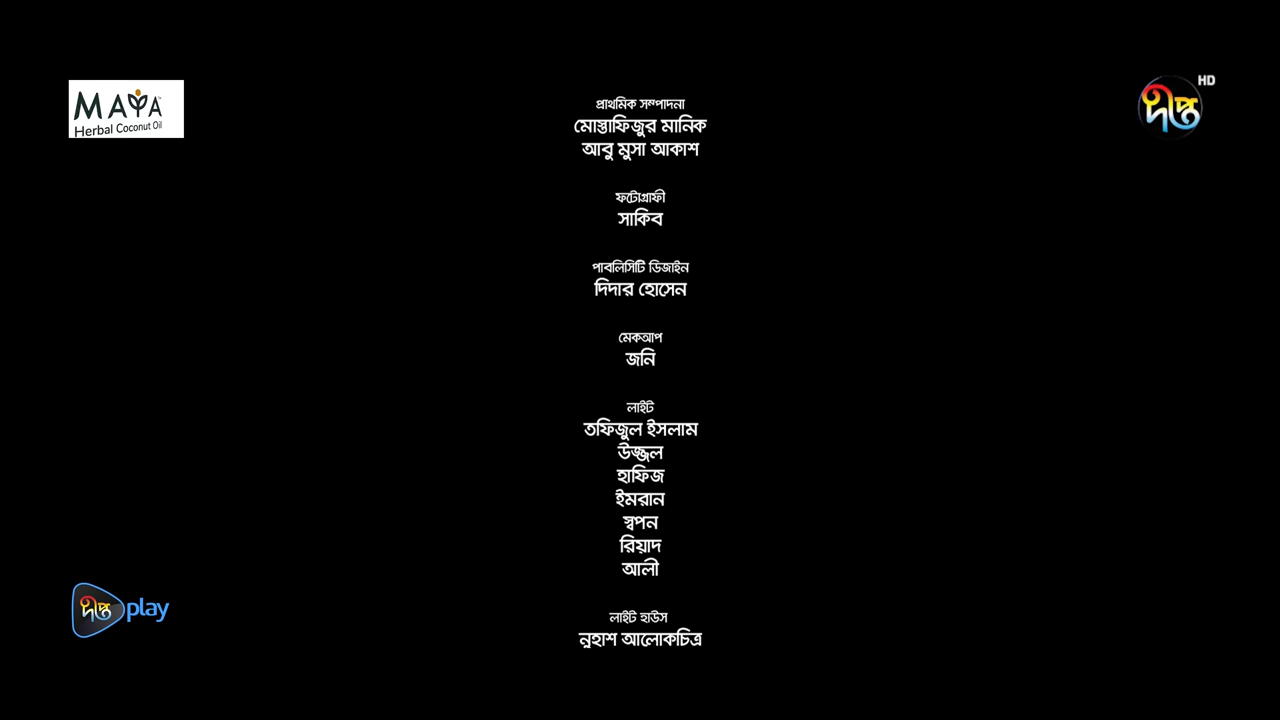 MAYA
Herbal Coconut Oil
HD
দীপ্ত
প্রাথমিক সম্পাদনা
মোস্তাফিজুর মানিক
আবু মুসা আকাশ
ফটোগ্রাফী
সাকিব
পাবলিসিটি ডিজাইন
দিদার হোসেন
মেকআপ
জনি
লাইট
তফিজুল ইসলাম
উজ্জল
হাফিজ
ইমরান
স্বপন
রিয়াদ
আলী
লাইট হাউস
নুহাশ আলোকচিত্র
দীপ্ত play